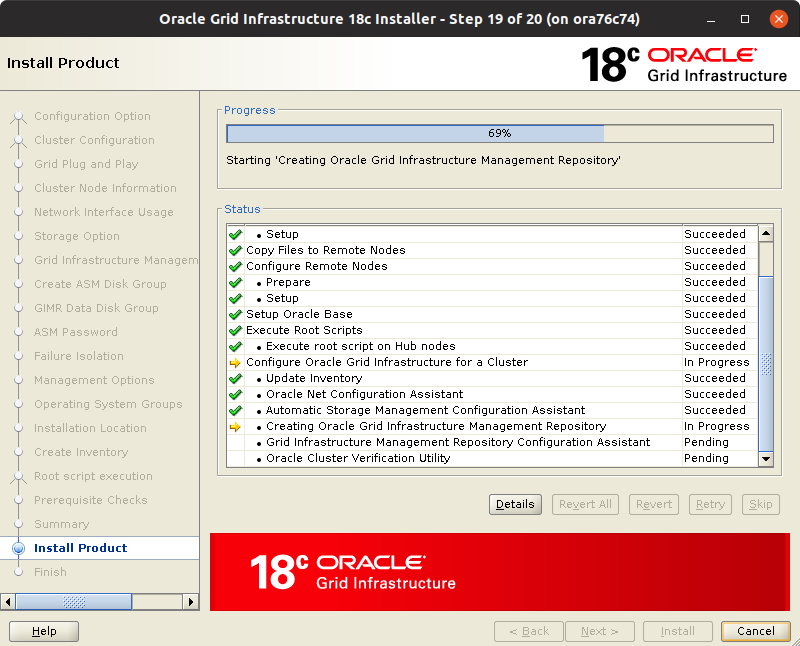 Oracle Grid Infrastructure 18c Installer - Step 19 of 20 (on ora76c74)
Install Product
18c ORACLE
Grid Infrastructure
Configuration Option
Cluster Configuration
Grid Plug and Play
Cluster Node Information
Network Interface Usage
Storage Option
Grid Infrastructure Managem
Create ASM Disk Group
GIMR Data Disk Group
ASM Password
Failure Isolation
Management Options
Operating System Groups
Installation Location
Create Inventory
Root script execution
Prerequisite Checks
Summary
Install Product
Finish
Progress
69%
Starting 'Creating Oracle Grid Infrastructure Management Repository'
Status
• Setup Succeeded
Copy Files to Remote Nodes Succeeded
Configure Remote Nodes Succeeded
• Prepare Succeeded
• Setup Succeeded
Setup Oracle Base Succeeded
Execute Root Scripts Succeeded
• Execute root script on Hub nodes Succeeded
Configure Oracle Grid Infrastructure for a Cluster In Progress
• Update Inventory Succeeded
• Oracle Net Configuration Assistant Succeeded
• Automatic Storage Management Configuration Assistant Succeeded
• Creating Oracle Grid Infrastructure Management Repository In Progress
• Grid Infrastructure Management Repository Configuration Assistant Pending
• Oracle Cluster Verification Utility Pending
Details Revert All Revert Retry Skip
18c ORACLE
Grid Infrastructure
Help < Back Next > Install Cancel